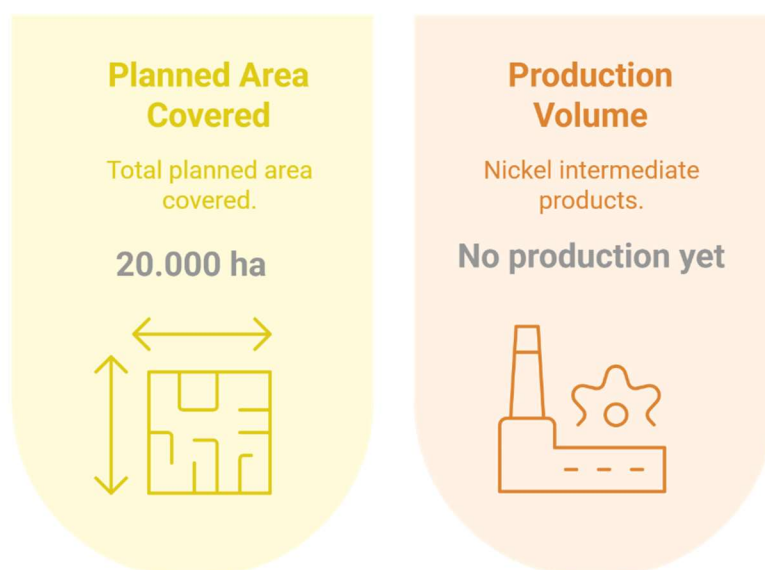 Planned Area
Covered
Total planned area
covered.
20.000 ha
Production
Volume
Nickel intermediate
products.
No production yet